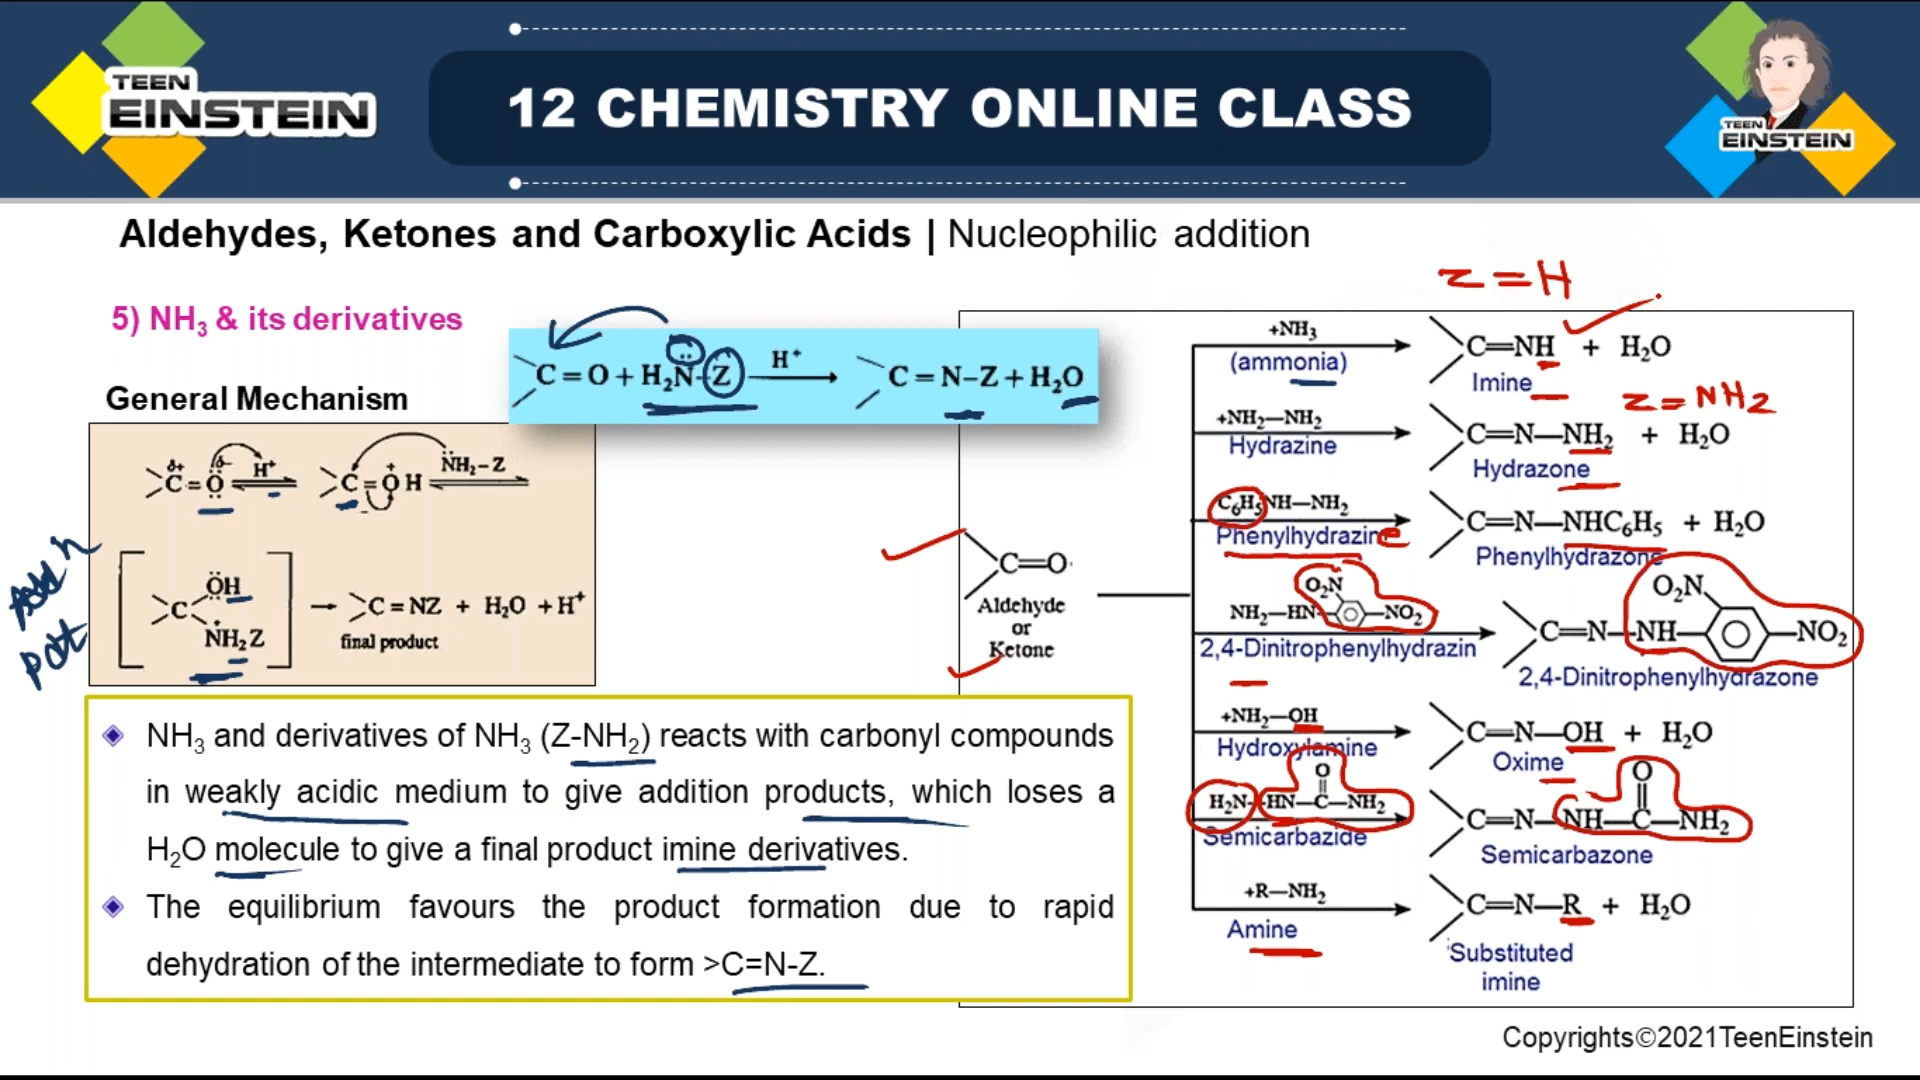 TEEN
EINSTEIN
12 CHEMISTRY ONLINE CLASS
TEEN
EINSTEIN
Aldehydes, Ketones and Carboxylic Acids | Nucleophilic addition
5) NH₃ & its derivatives
C=O + H₂N̈-Z H⁺ C=N–Z + H₂O
General Mechanism
δ+ δ- H⁺
C=O C=OH NH₂–Z
OH
C
NH₂Z
C=NZ + H₂O + H⁺
final product
Addn
pdt
NH₃ and derivatives of NH₃ (Z-NH₂) reacts with carbonyl compounds
in weakly acidic medium to give addition products, which loses a
H₂O molecule to give a final product imine derivatives.
The equilibrium favours the product formation due to rapid
dehydration of the intermediate to form >C=N-Z.
C=O
Aldehyde
or
Ketone
z = H
+NH₃
(ammonia)
C=NH + H₂O
Imine
z = NH₂
+NH₂—NH₂
Hydrazine
C=N—NH₂ + H₂O
Hydrazone
C₆H₅NH—NH₂
Phenylhydrazine
C=N—NHC₆H₅ + H₂O
Phenylhydrazone
O₂N
NH₂—HN NO₂
2,4-Dinitrophenylhydrazin
O₂N
C=N—NH NO₂
2,4-Dinitrophenylhydrazone
+NH₂—OH
Hydroxylamine
C=N—OH + H₂O
Oxime
O
H₂N—HN—C—NH₂
Semicarbazide
O
C=N—NH—C—NH₂
Semicarbazone
+R—NH₂
Amine
C=N—R + H₂O
Substituted
imine
Copyrights©2021TeenEinstein